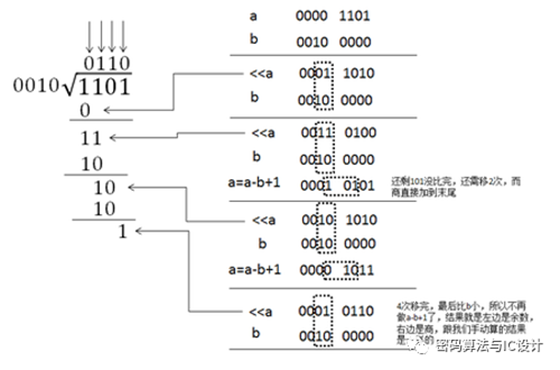 a 0000 1101
b 0010 0000
0110
0010 1101
0
11
10
10
10
1
<<a 0001 1010
b 0010 0000
<<a 0011 0100
b 0010 0000
a=a-b+1 0001 0101
还剩101没比完，还需移2次，而
商直接加到末尾
<<a 0010 1010
b 0010 0000
a=a-b+1 0000 1011
<<a 0001 0110
b 0010 0000
4次移完，最后比b小，所以不再
做a-b+1了，结果就是左边是余数，
右边是商，跟我们手动算的结果
是
密码算法与IC设计